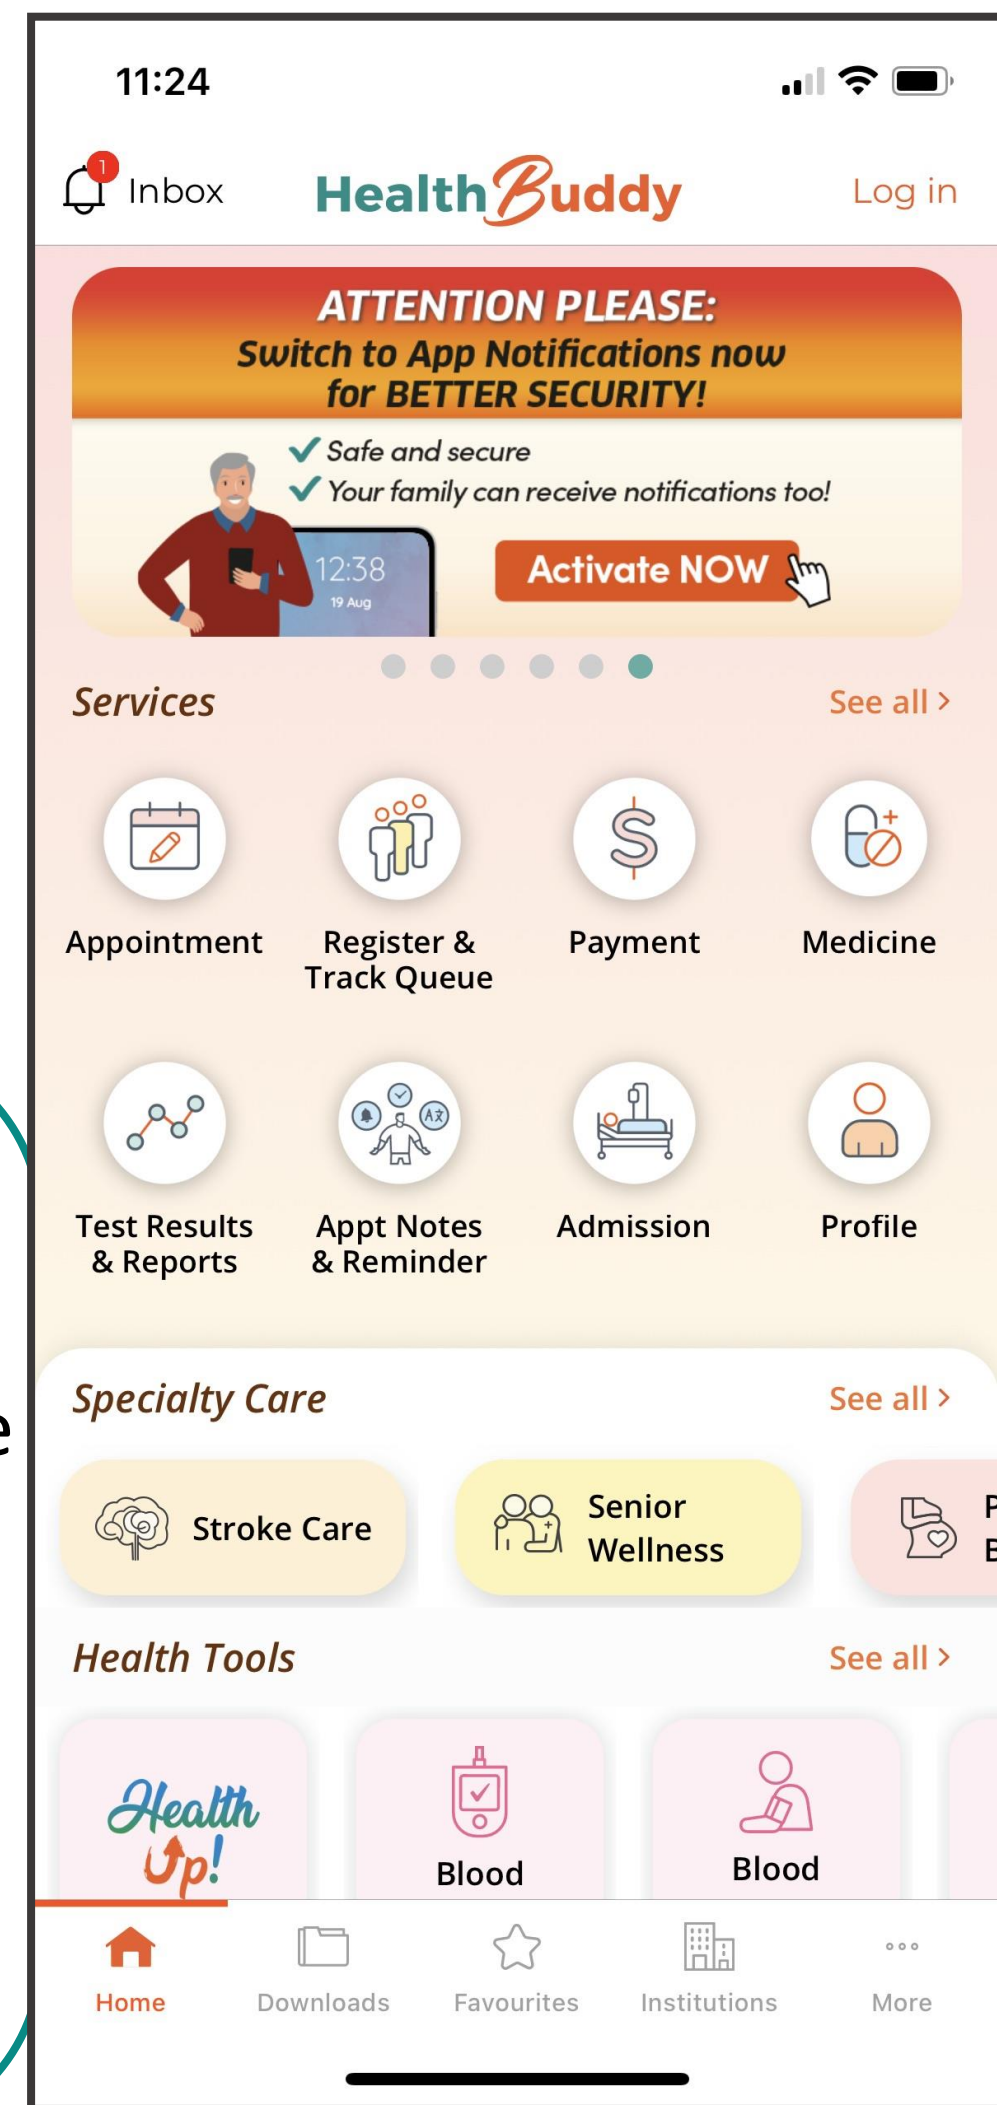 11:24
1
Inbox
HealthBuddy
Log in
ATTENTION PLEASE:
Switch to App Notifications now
for BETTER SECURITY!
Safe and secure
Your family can receive notifications too!
12:38
19 Aug
Activate NOW
Services
See all >
Appointment
Register &
Track Queue
Payment
Medicine
Test Results
& Reports
Appt Notes
& Reminder
Admission
Profile
Specialty Care
See all >
Stroke Care
Senior
Wellness
Health Tools
See all >
Health
Up!
Blood
Blood
Home
Downloads
Favourites
Institutions
More